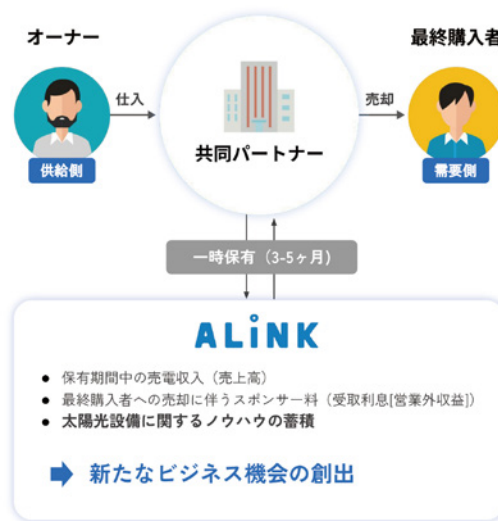 オーナー
最終購入者
仕入
売却
共同パートナー
供給側
需要側
一時保有（3-5ヶ月)
ALiNK
● 保有期間中の売電収入（売上高）
● 最終購入者への売却に伴うスポンサー料（受取利息[営業外収益]）
● 太陽光設備に関するノウハウの蓄積
新たなビジネス機会の創出